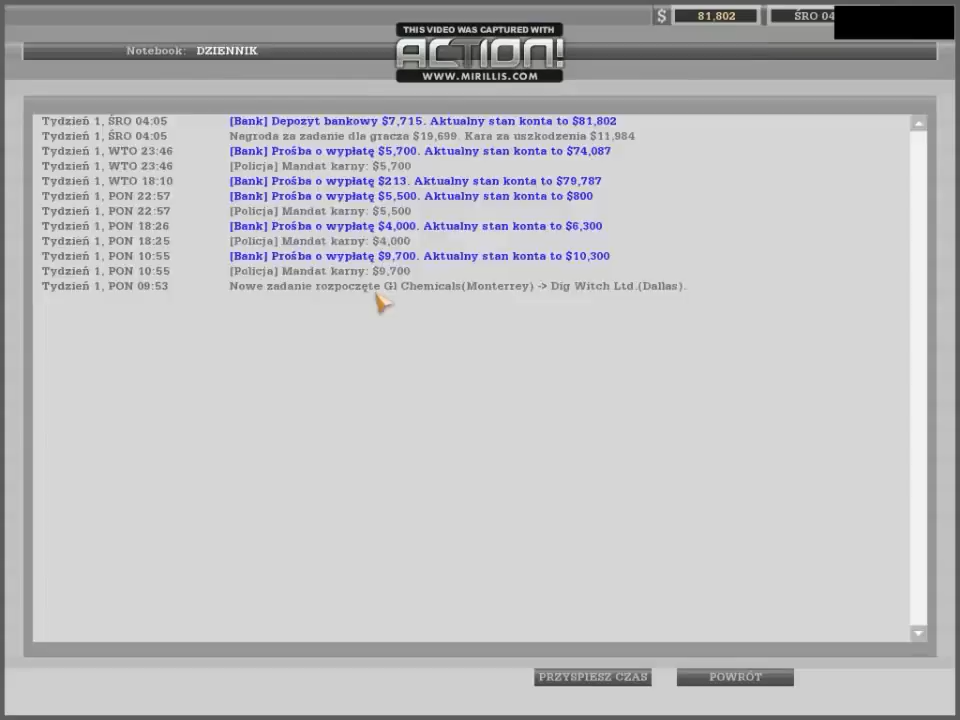 $ 81,802 ŚRO 04
THIS VIDEO WAS CAPTURED WITH
ACTION!
WWW.MIRILLIS.COM
Notebook: DZIENNIK
Tydzień 1, ŚRO 04:05 [Bank] Depozyt bankowy $7,715. Aktualny stan konta to $81,802
Tydzień 1, ŚRO 04:05 Nagroda za zadanie dla gracza $19,699. Kara za uszkodzenia $11,984
Tydzień 1, WTO 23:46 [Bank] Prośba o wypłatę $5,700. Aktualny stan konta to $74,087
Tydzień 1, WTO 23:46 [Policja] Mandat karny: $5,700
Tydzień 1, WTO 18:10 [Bank] Prośba o wypłatę $213. Aktualny stan konta to $79,787
Tydzień 1, PON 22:57 [Bank] Prośba o wypłatę $5,500. Aktualny stan konta to $800
Tydzień 1, PON 22:57 [Policja] Mandat karny: $5,500
Tydzień 1, PON 18:26 [Bank] Prośba o wypłatę $4,000. Aktualny stan konta to $6,300
Tydzień 1, PON 18:25 [Policja] Mandat karny: $4,000
Tydzień 1, PON 10:55 [Bank] Prośba o wypłatę $9,700. Aktualny stan konta to $10,300
Tydzień 1, PON 10:55 [Policja] Mandat karny: $9,700
Tydzień 1, PON 09:53 Nowe zadanie rozpoczęte Gl Chemicals(Monterrey) -> Dig Witch Ltd.(Dallas).
PRZYSPIESZ CZAS POWRÓT